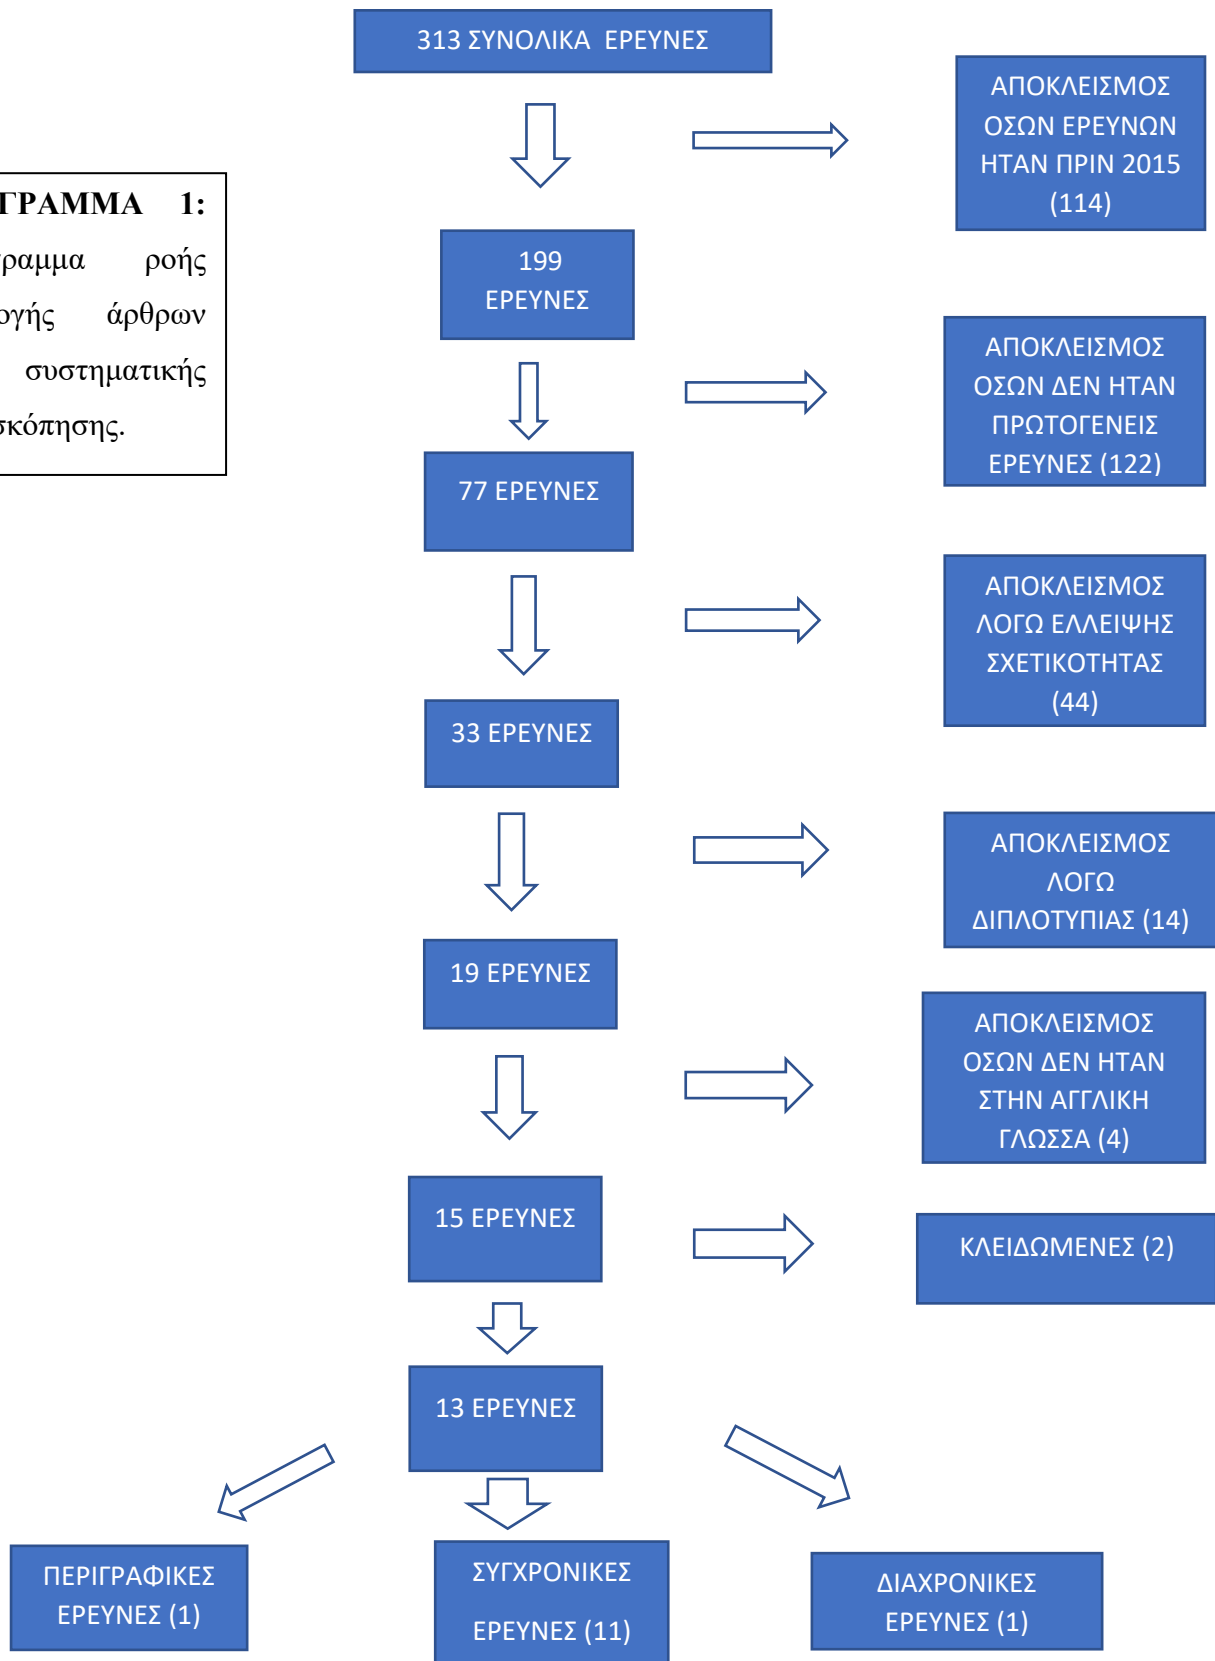 313 ΣΥΝΟΛΙΚΑ ΕΡΕΥΝΕΣ
ΑΠΟΚΛΕΙΣΜΟΣ
ΟΣΩΝ ΕΡΕΥΝΩΝ
ΗΤΑΝ ΠΡΙΝ 2015
(114)
ΓΡΑΜΜΑ 1:
γραμμα ροής
ογής άρθρων
συστηματικής
σκόπησης.
199
ΕΡΕΥΝΕΣ
ΑΠΟΚΛΕΙΣΜΟΣ
ΟΣΩΝ ΔΕΝ ΗΤΑΝ
ΠΡΩΤΟΓΕΝΕΙΣ
ΕΡΕΥΝΕΣ (122)
77 ΕΡΕΥΝΕΣ
ΑΠΟΚΛΕΙΣΜΟΣ
ΛΟΓΩ ΕΛΛΕΙΨΗΣ
ΣΧΕΤΙΚΟΤΗΤΑΣ
(44)
33 ΕΡΕΥΝΕΣ
ΑΠΟΚΛΕΙΣΜΟΣ
ΛΟΓΩ
ΔΙΠΛΟΤΥΠΙΑΣ (14)
19 ΕΡΕΥΝΕΣ
ΑΠΟΚΛΕΙΣΜΟΣ
ΟΣΩΝ ΔΕΝ ΗΤΑΝ
ΣΤΗΝ ΑΓΓΛΙΚΗ
ΓΛΩΣΣΑ (4)
15 ΕΡΕΥΝΕΣ
ΚΛΕΙΔΩΜΕΝΕΣ (2)
13 ΕΡΕΥΝΕΣ
ΠΕΡΙΓΡΑΦΙΚΕΣ
ΕΡΕΥΝΕΣ (1)
ΣΥΓΧΡΟΝΙΚΕΣ
ΕΡΕΥΝΕΣ (11)
ΔΙΑΧΡΟΝΙΚΕΣ
ΕΡΕΥΝΕΣ (1)